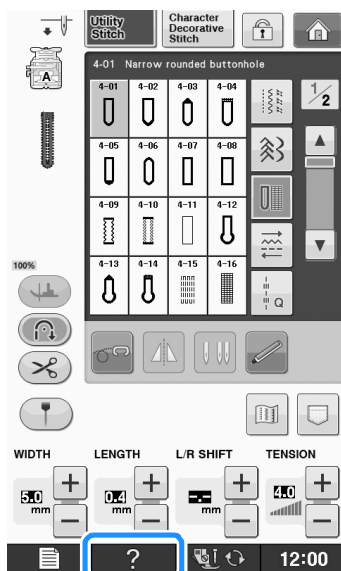 Utility
Stitch
Character
Decorative
Stitch
A
4-01 Narrow rounded buttonhole
1/2
4-01 4-02 4-03 4-04
4-05 4-06 4-07 4-08
4-09 4-10 4-11 4-12
4-13 4-14 4-15 4-16
Q
100%
WIDTH LENGTH L/R SHIFT TENSION
5.0 mm + −
0.4 mm + −
-.- mm + −
4.0 + −
? 12:00